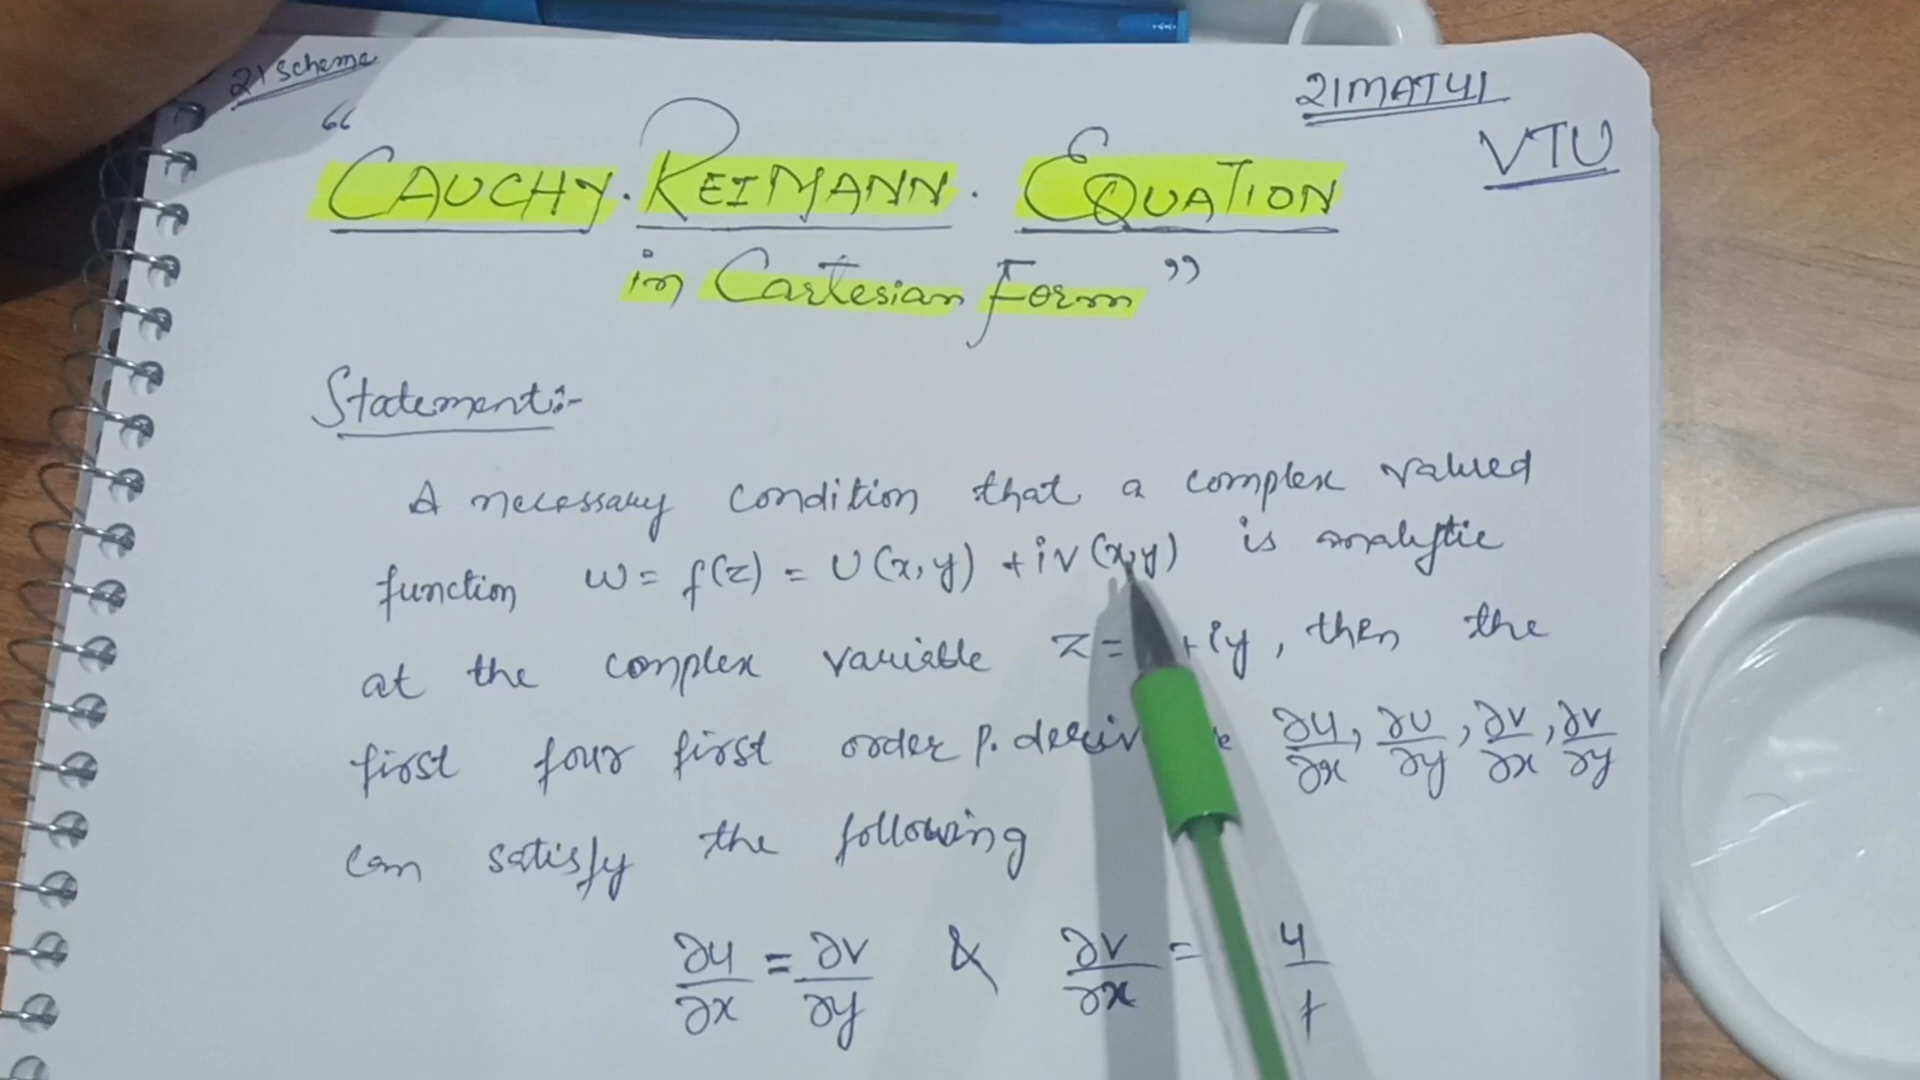 21 Scheme
21MAT41
VTU
"CAUCHY. REIMANN. EQUATION
in Cartesian Form"
Statement:-
A necessary condition that a complex valued
function w = f(z) = U(x, y) + iv(x,y) is analytic
at the complex variable z = +iy, then the
first four first order p. deriv ∂u/∂x, ∂u/∂y, ∂v/∂x, ∂v/∂y
can satisfy the following
∂u/∂x = ∂v/∂y & ∂v/∂x = u